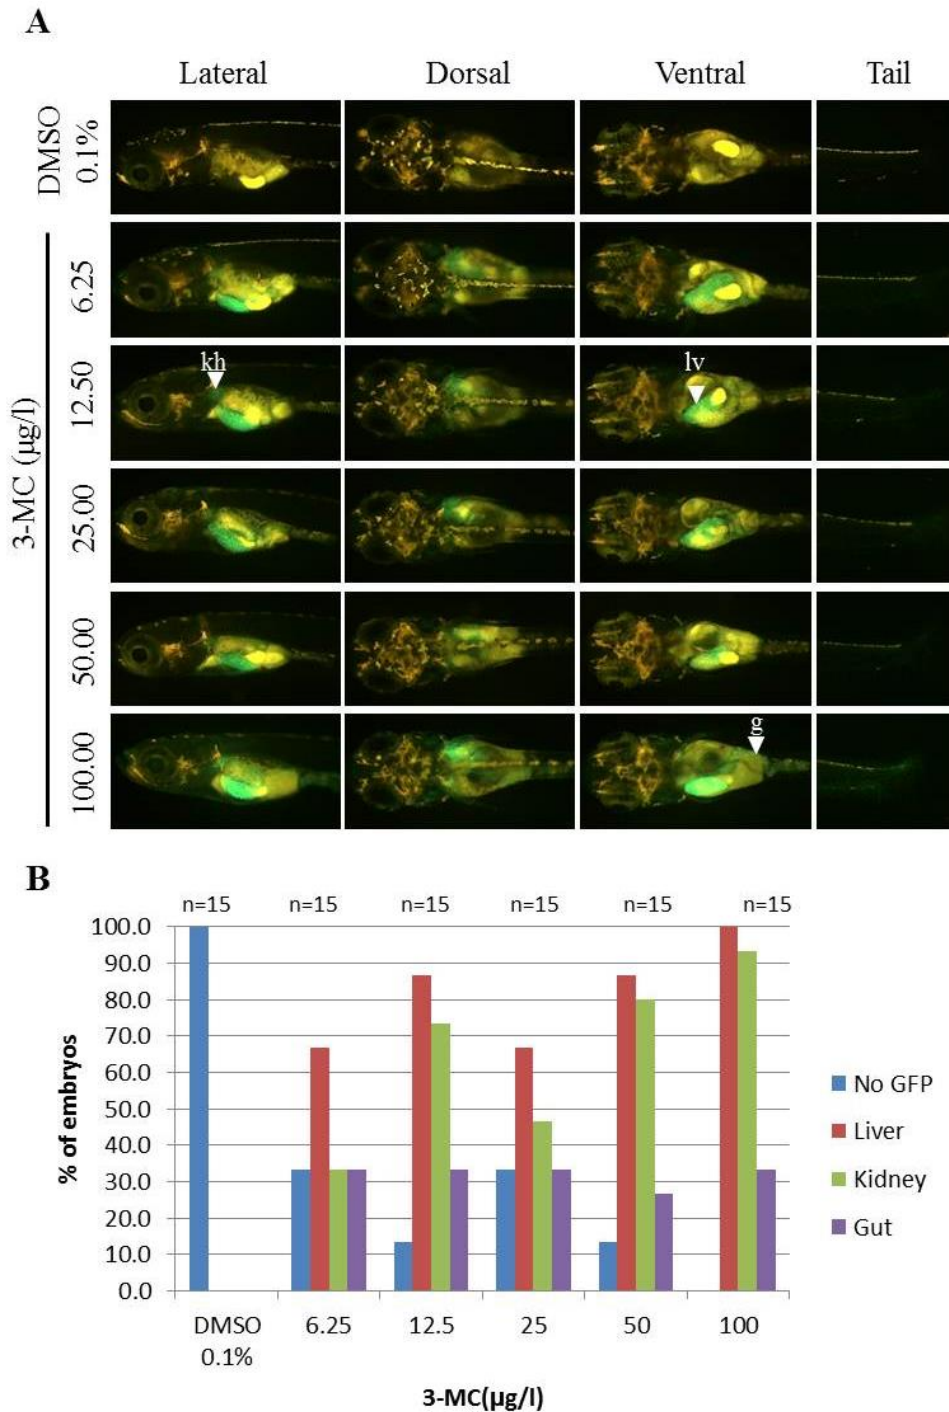 A
Lateral Dorsal Ventral Tail
DMSO
0.1%
6.25
kh lv
12.50
3-MC (µg/l)
25.00
50.00
g
100.00
B
n=15 n=15 n=15 n=15 n=15 n=15
100.0
90.0
80.0
70.0
60.0
50.0
40.0
30.0
20.0
10.0
0.0
% of embryos
No GFP
Liver
Kidney
Gut
DMSO 6.25 12.5 25 50 100
0.1%
3-MC(µg/l)